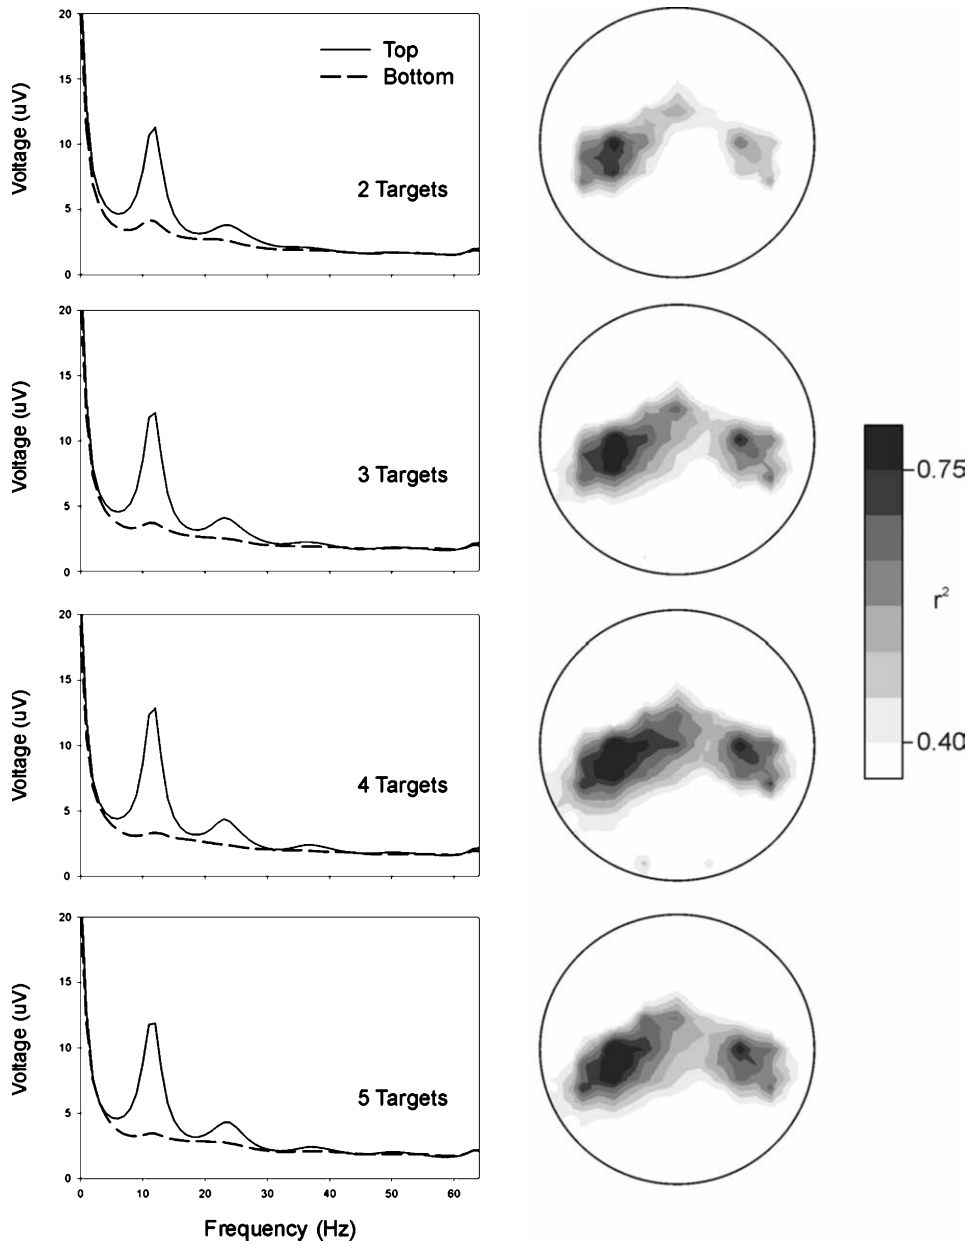 20
15
10
5
0
Voltage (uV)
Top
Bottom
2 Targets
20
15
10
5
0
Voltage (uV)
3 Targets
20
15
10
5
0
Voltage (uV)
4 Targets
20
15
10
5
0
Voltage (uV)
5 Targets
0 10 20 30 40 50 60
Frequency (Hz)
0.75
r²
0.40